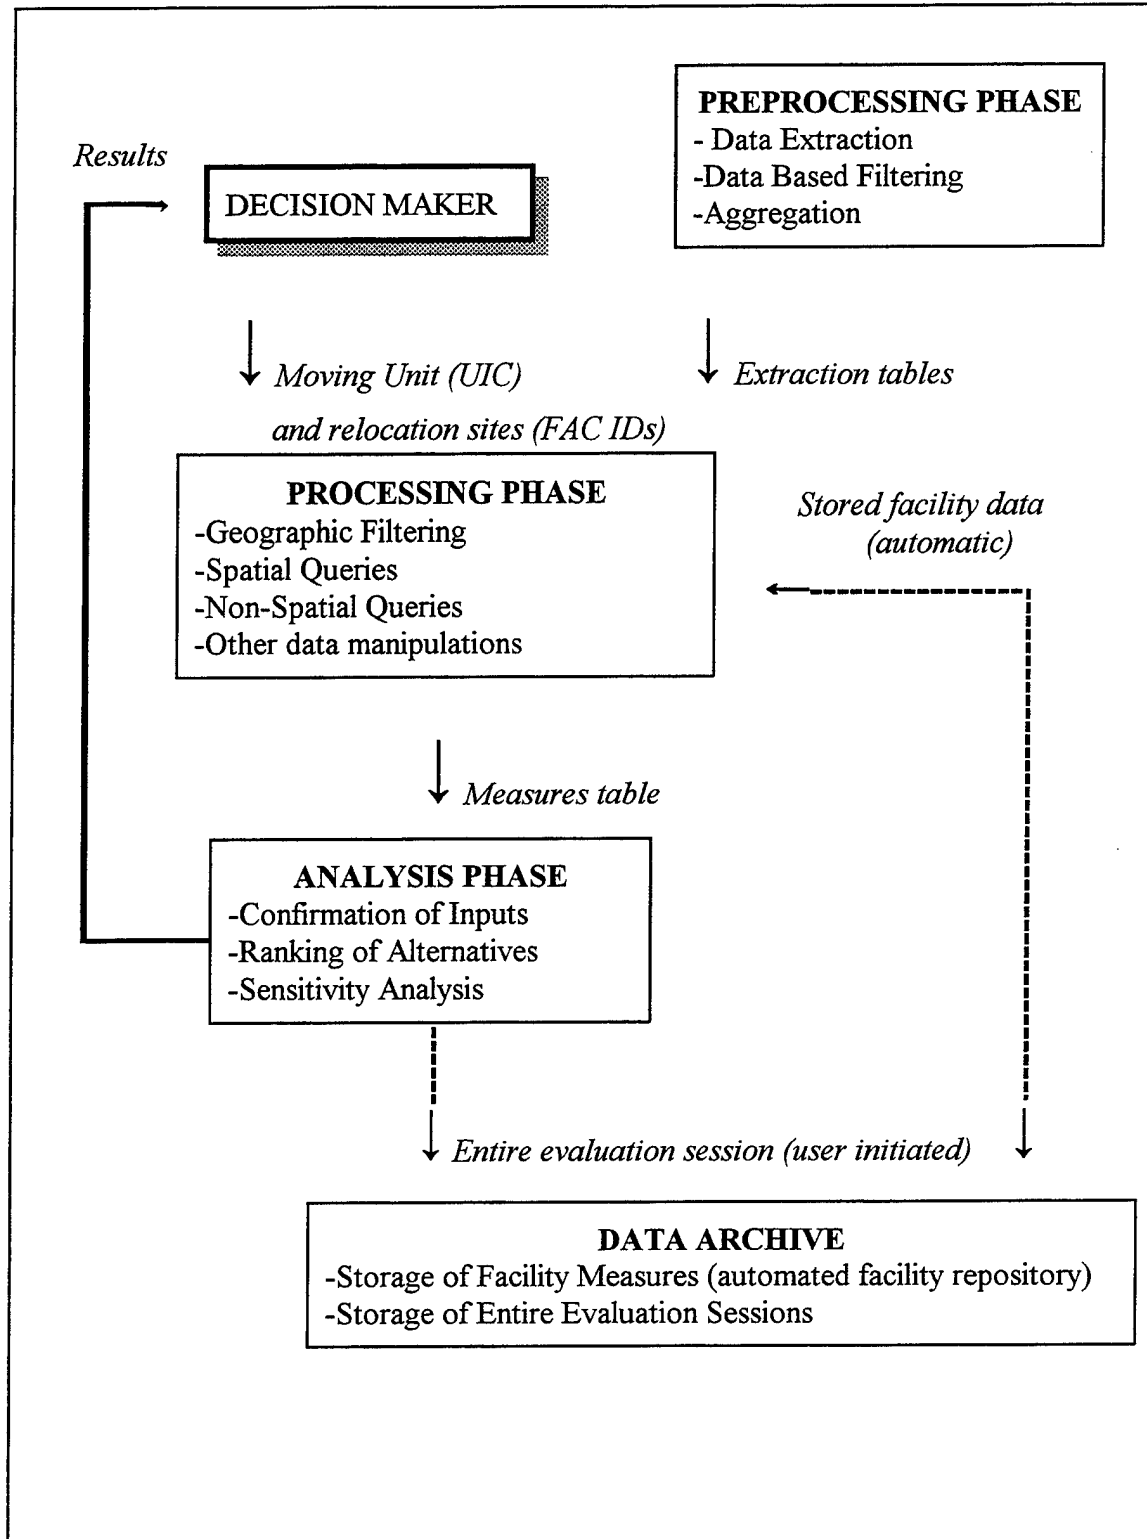 PREPROCESSING PHASE
- Data Extraction
-Data Based Filtering
-Aggregation
Results
DECISION MAKER
Moving Unit (UIC)
and relocation sites (FAC IDs)
Extraction tables
PROCESSING PHASE
-Geographic Filtering
-Spatial Queries
-Non-Spatial Queries
-Other data manipulations
Stored facility data
(automatic)
Measures table
ANALYSIS PHASE
-Confirmation of Inputs
-Ranking of Alternatives
-Sensitivity Analysis
Entire evaluation session (user initiated)
DATA ARCHIVE
-Storage of Facility Measures (automated facility repository)
-Storage of Entire Evaluation Sessions